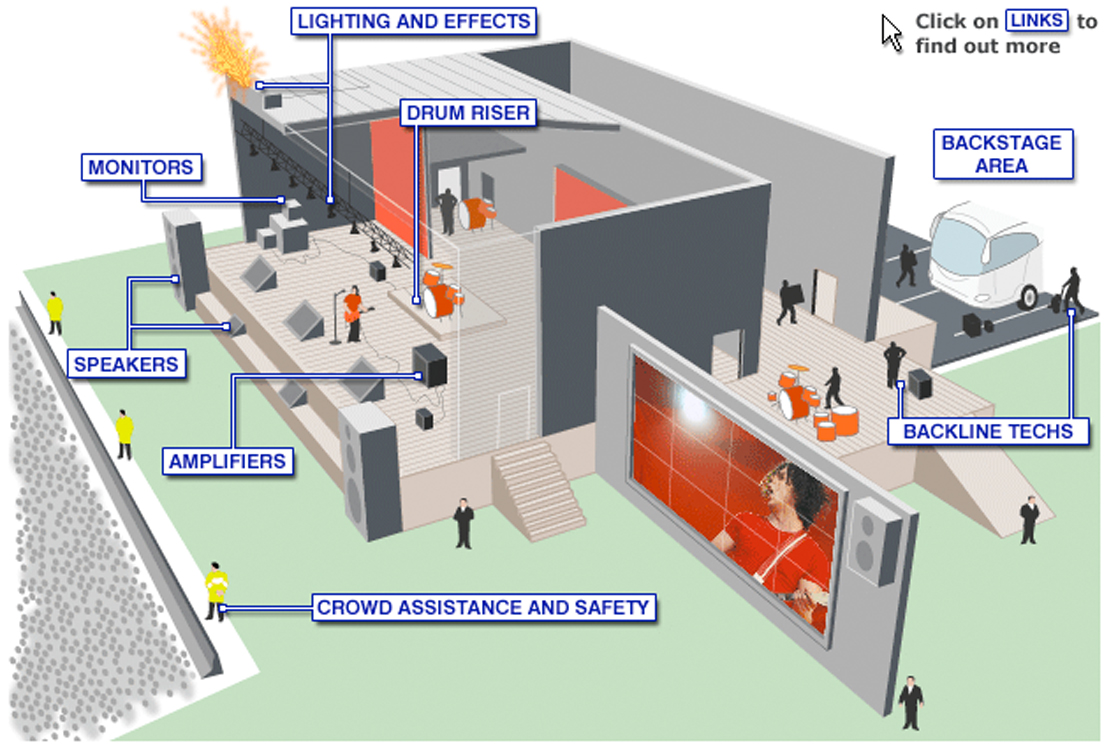 LIGHTING AND EFFECTS
Click on LINKS to
find out more
DRUM RISER
BACKSTAGE
AREA
MONITORS
SPEAKERS
AMPLIFIERS
BACKLINE TECHS
CROWD ASSISTANCE AND SAFETY